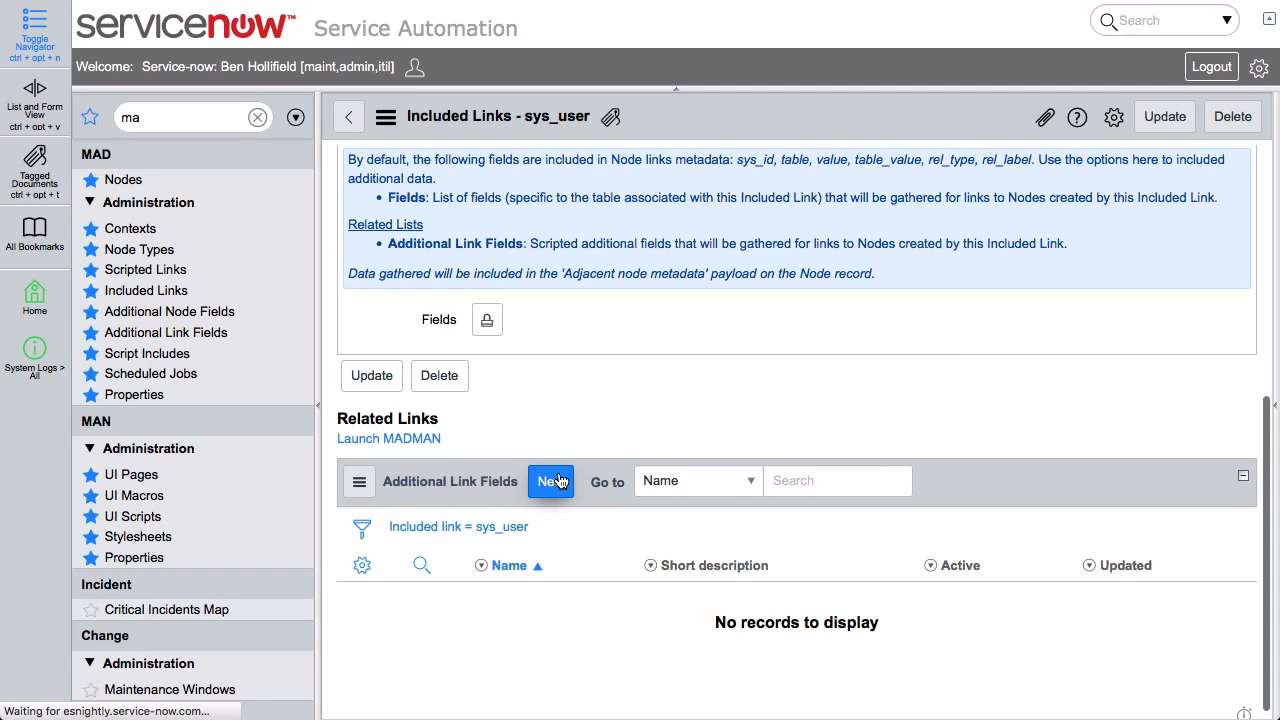 Toggle
Navigator
ctrl + opt + n
List and Form
View
ctrl + opt + v
Tagged
Documents
ctrl + opt + t
All Bookmarks
Home
System Logs >
All
servicenow™ Service Automation
Search
Welcome: Service-now: Ben Hollifield [maint,admin,itil]
Logout
ma
MAD
Nodes
Administration
Contexts
Node Types
Scripted Links
Included Links
Additional Node Fields
Additional Link Fields
Script Includes
Scheduled Jobs
Properties
MAN
Administration
UI Pages
UI Macros
UI Scripts
Stylesheets
Properties
Incident
Critical Incidents Map
Change
Administration
Maintenance Windows
Waiting for esnightly.service-now.com...
Included Links - sys_user
Update
Delete
By default, the following fields are included in Node links metadata: sys_id, table, value, table_value, rel_type, rel_label. Use the options here to included
additional data.
• Fields: List of fields (specific to the table associated with this Included Link) that will be gathered for links to Nodes created by this Included Link.
Related Lists
• Additional Link Fields: Scripted additional fields that will be gathered for links to Nodes created by this Included Link.
Data gathered will be included in the 'Adjacent node metadata' payload on the Node record.
Fields
Update
Delete
Related Links
Launch MADMAN
Additional Link Fields
New
Go to
Name
Search
Included link = sys_user
Name
Short description
Active
Updated
No records to display